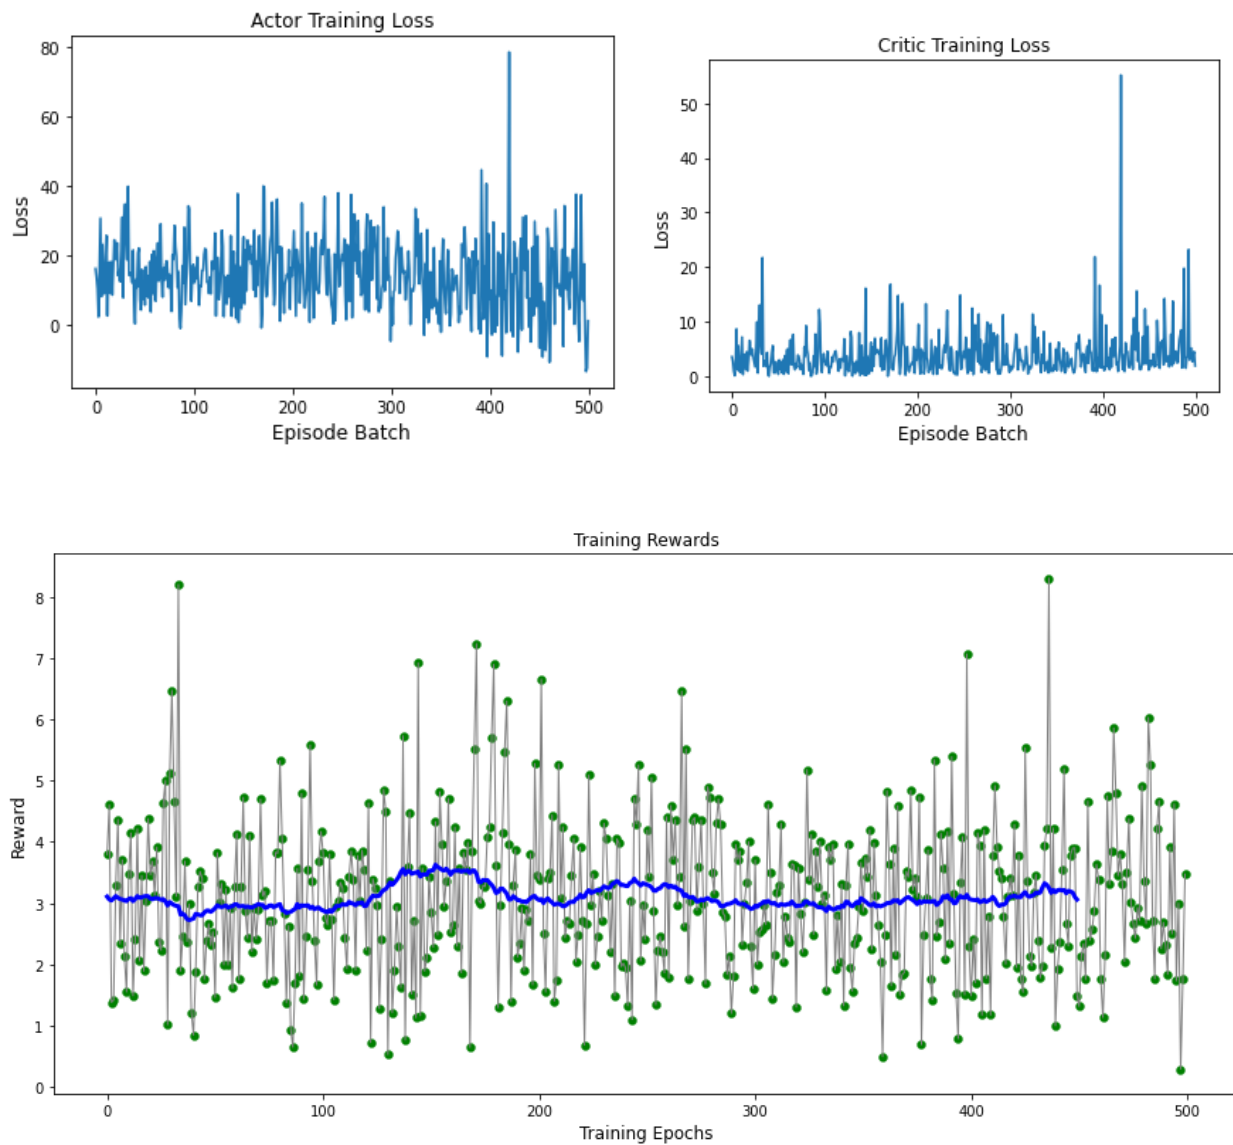 Actor Training Loss
80
60
40
20
0
Loss
0 100 200 300 400 500
Episode Batch
Critic Training Loss
50
40
30
20
10
0
Loss
0 100 200 300 400 500
Episode Batch
Training Rewards
8
7
6
5
4
3
2
1
0
Reward
0 100 200 300 400 500
Training Epochs